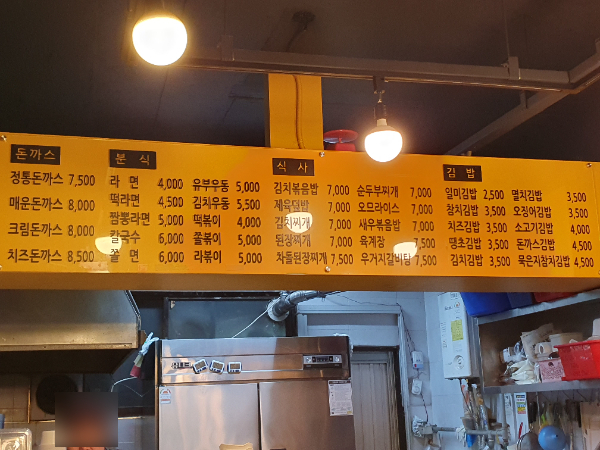 돈까스
정통돈까스 7,500
매운돈까스 8,000
크림돈까스 8,000
치즈돈까스 8,500
분 식
라 면 4,000
떡라면 4,500
짬뽕라면 5,000
칼국수 6,000
쫄 면 6,000
유부우동 5,000
김치우동 5,500
떡볶이 4,000
쫄볶이 5,000
라볶이 5,000
식 사
김치볶음밥 7,000
제육덮밥 7,000
김치찌개 7,000
된장찌개 7,000
차돌된장찌개 7,500
순두부찌개 7,000
오므라이스 7,000
새우볶음밥 7,000
육계장 7,500
우거지갈비탕 7,500
김 밥
일미김밥 2,500
참치김밥 3,500
치즈김밥 3,500
땡초김밥 3,500
김치김밥 3,500
멸치김밥 3,500
오징어김밥 3,500
소고기김밥 4,000
돈까스김밥 4,000
묵은지참치김밥 4,500